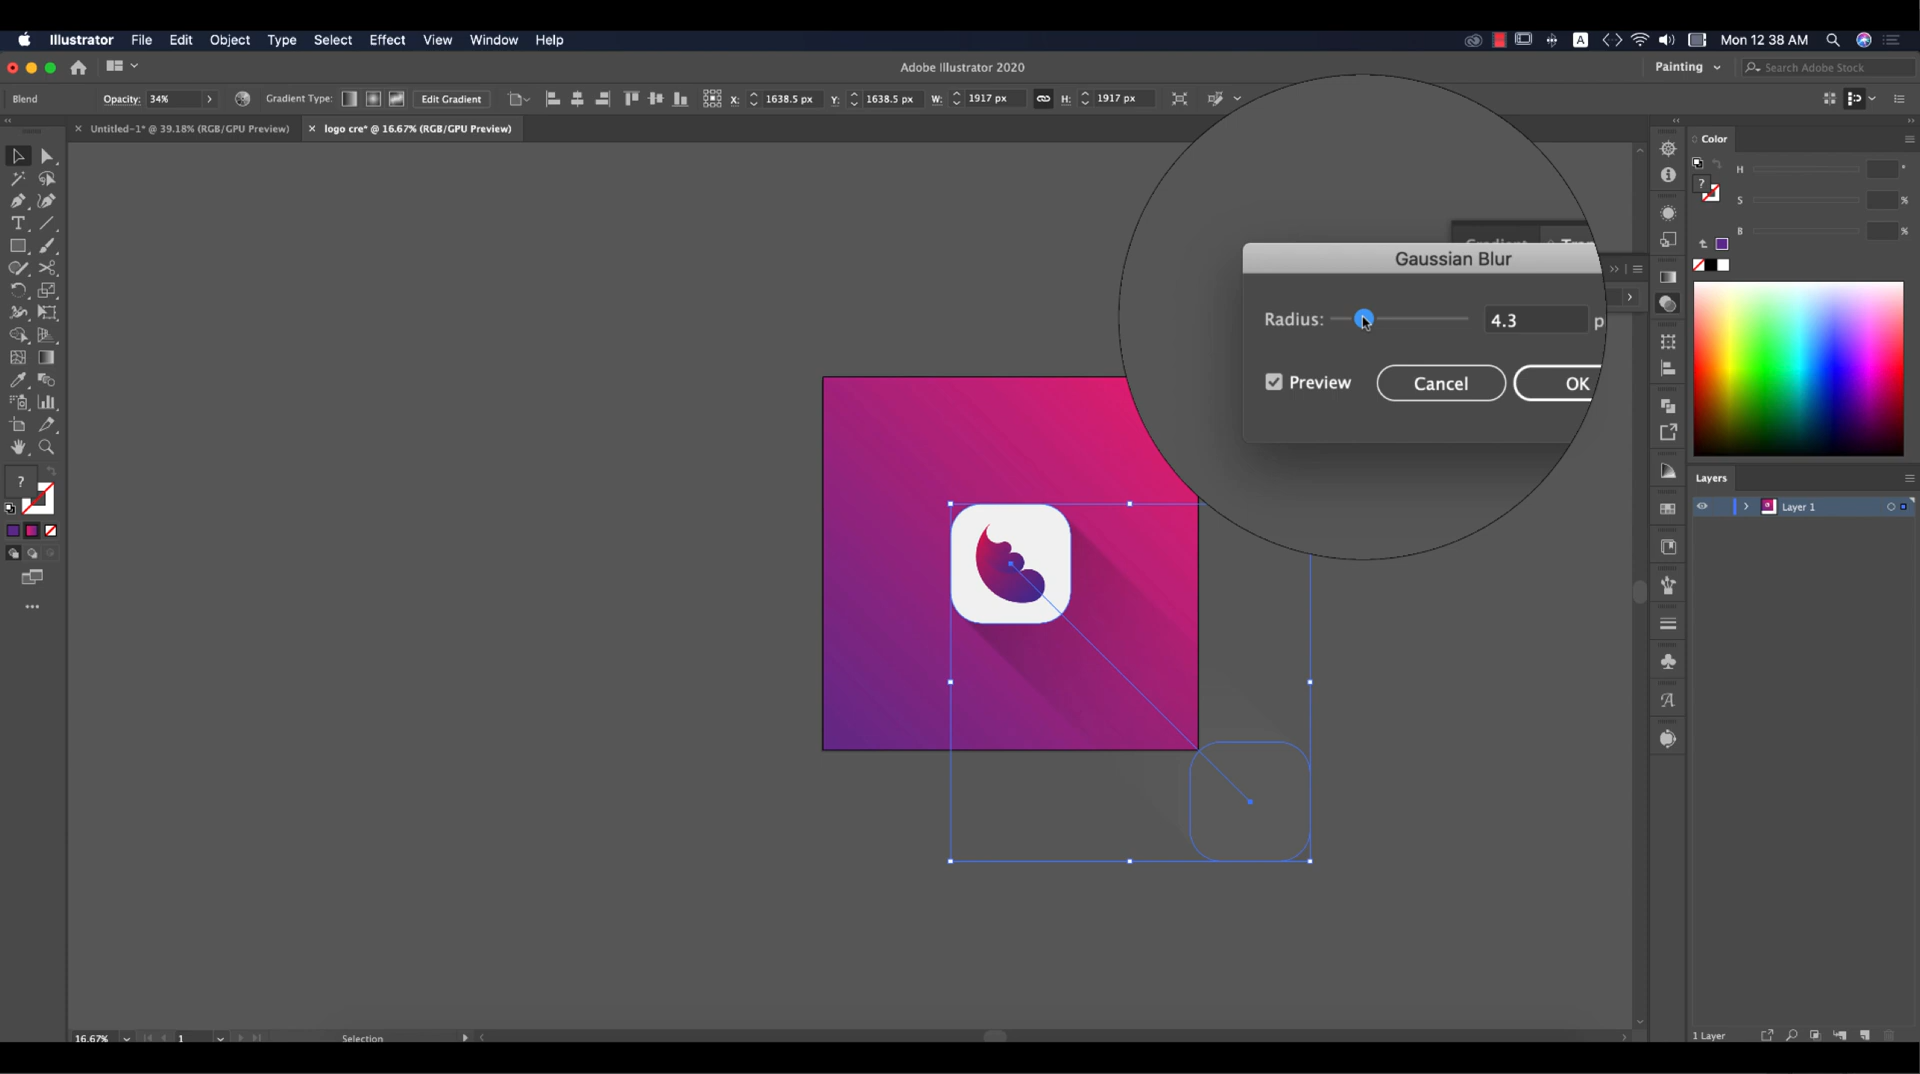 Illustrator File Edit Object Type Select Effect View Window Help
A Mon 12 38 AM
Adobe Illustrator 2020
Painting Search Adobe Stock
Blend Opacity: 34% Gradient Type: Edit Gradient X: 1638.5 px Y: 1638.5 px W: 1917 px H: 1917 px
Untitled-1* @ 39.18% (RGB/GPU Preview) logo cre* @ 16.67% (RGB/GPU Preview)
Color
H °
S %
B %
?
Gradient
Gaussian Blur
Radius: 4.3 p
Preview Cancel OK
?
Layers
Layer 1
1 Layer
16.67% 1 Selection